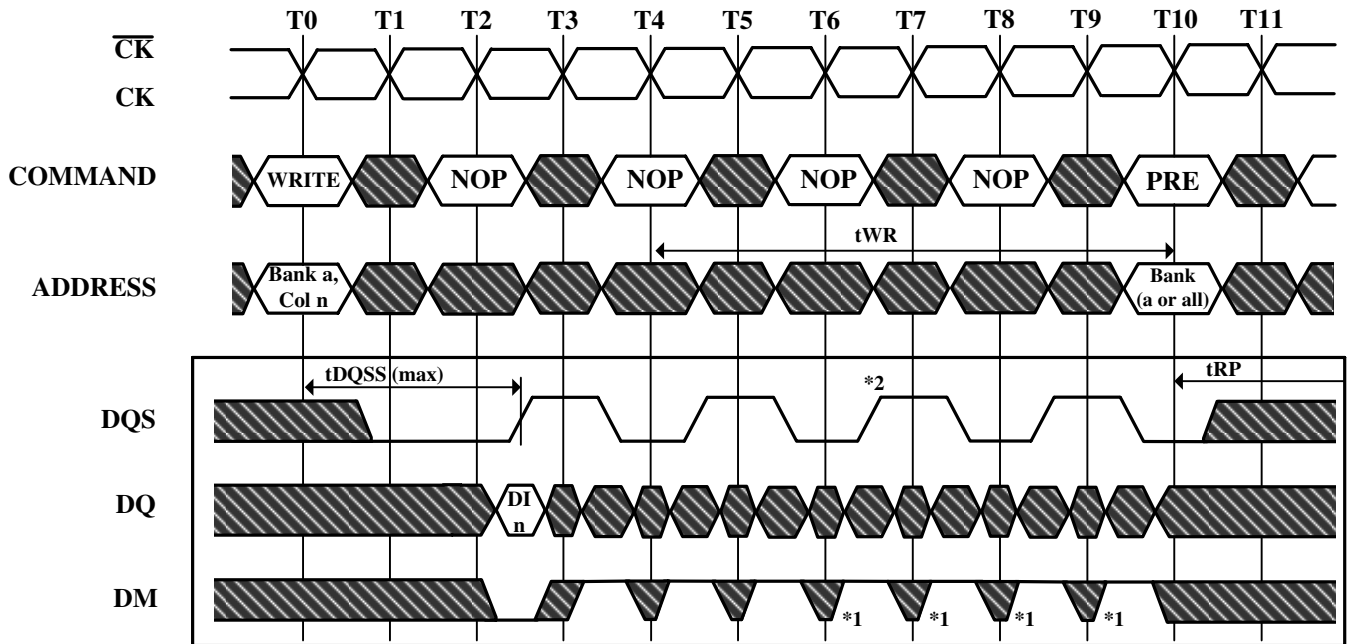 T0 T1 T2 T3 T4 T5 T6 T7 T8 T9 T10 T11
CK
CK
COMMAND WRITE NOP NOP NOP NOP PRE
tWR
ADDRESS Bank a, Col n Bank (a or all)
tDQSS (max) *2 tRP
DQS
DQ DI n
DM *1 *1 *1 *1